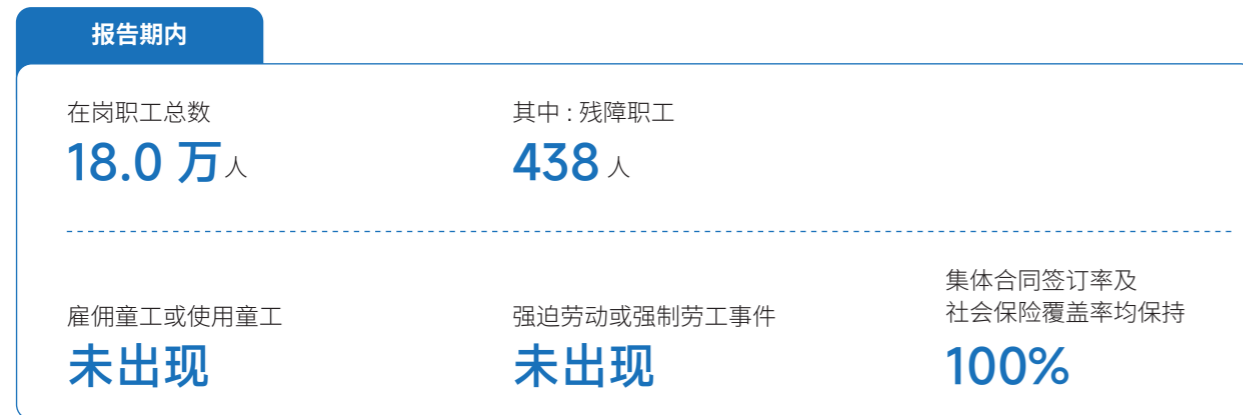 报告期内
在岗职工总数
18.0 万人
其中 : 残障职工
438 人
雇佣童工或使用童工
未出现
强迫劳动或强制劳工事件
未出现
集体合同签订率及
社会保险覆盖率均保持
100%